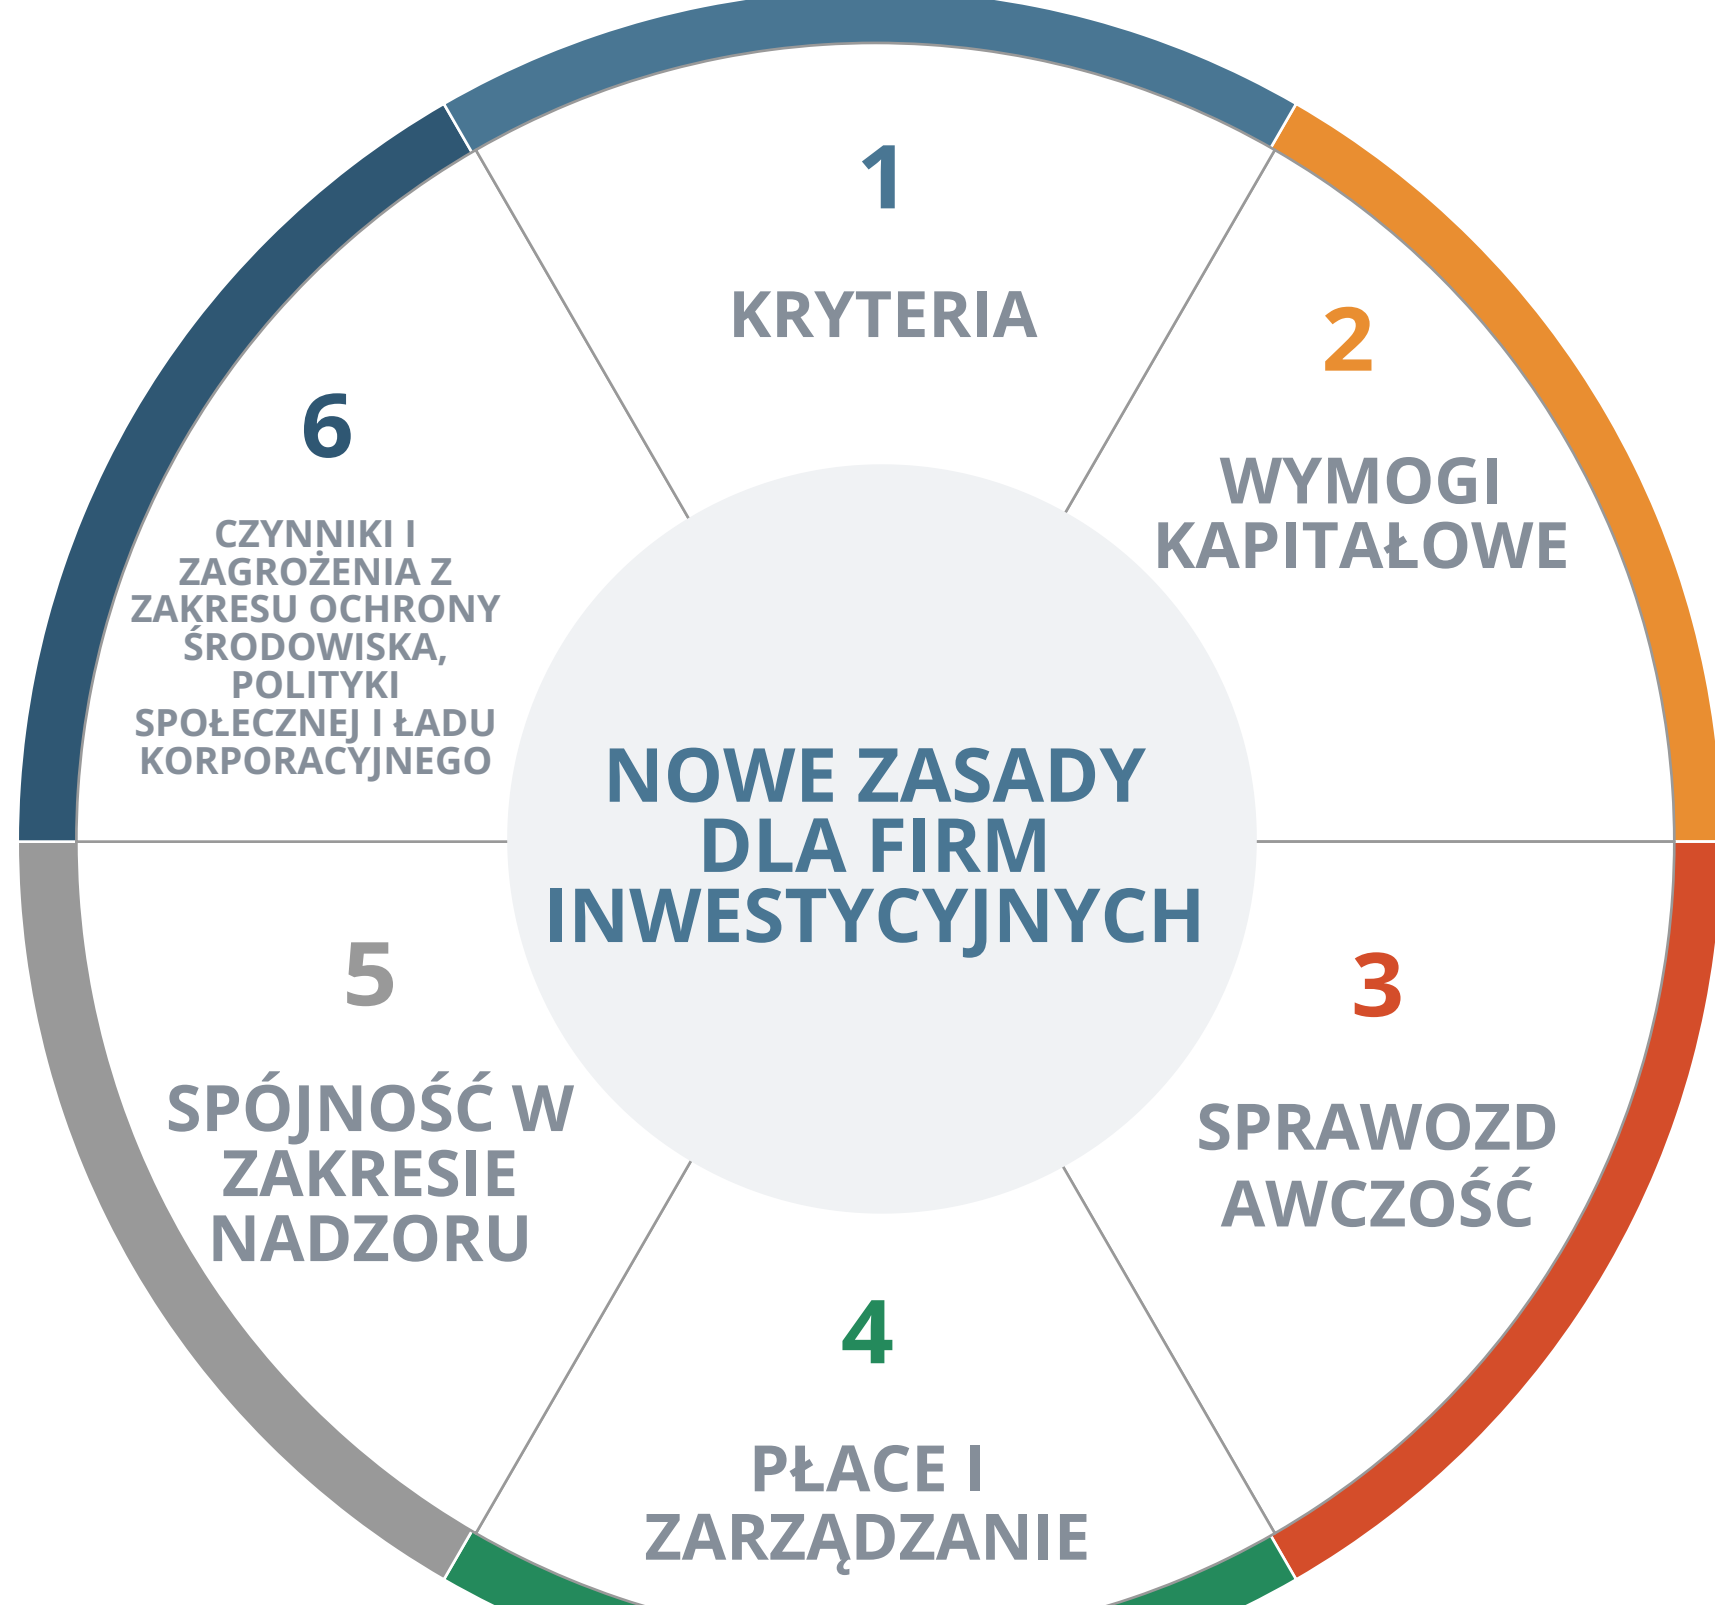 1
KRYTERIA
2
WYMOGI
KAPITAŁOWE
3
SPRAWOZD
AWCZOŚĆ
4
PŁACE I
ZARZĄDZANIE
5
SPÓJNOŚĆ W
ZAKRESIE
NADZORU
6
CZYNNIKI I
ZAGROŻENIA Z
ZAKRESU OCHRONY
ŚRODOWISKA,
POLITYKI
SPOŁECZNEJ I ŁADU
KORPORACYJNEGO
NOWE ZASADY
DLA FIRM
INWESTYCYJNYCH